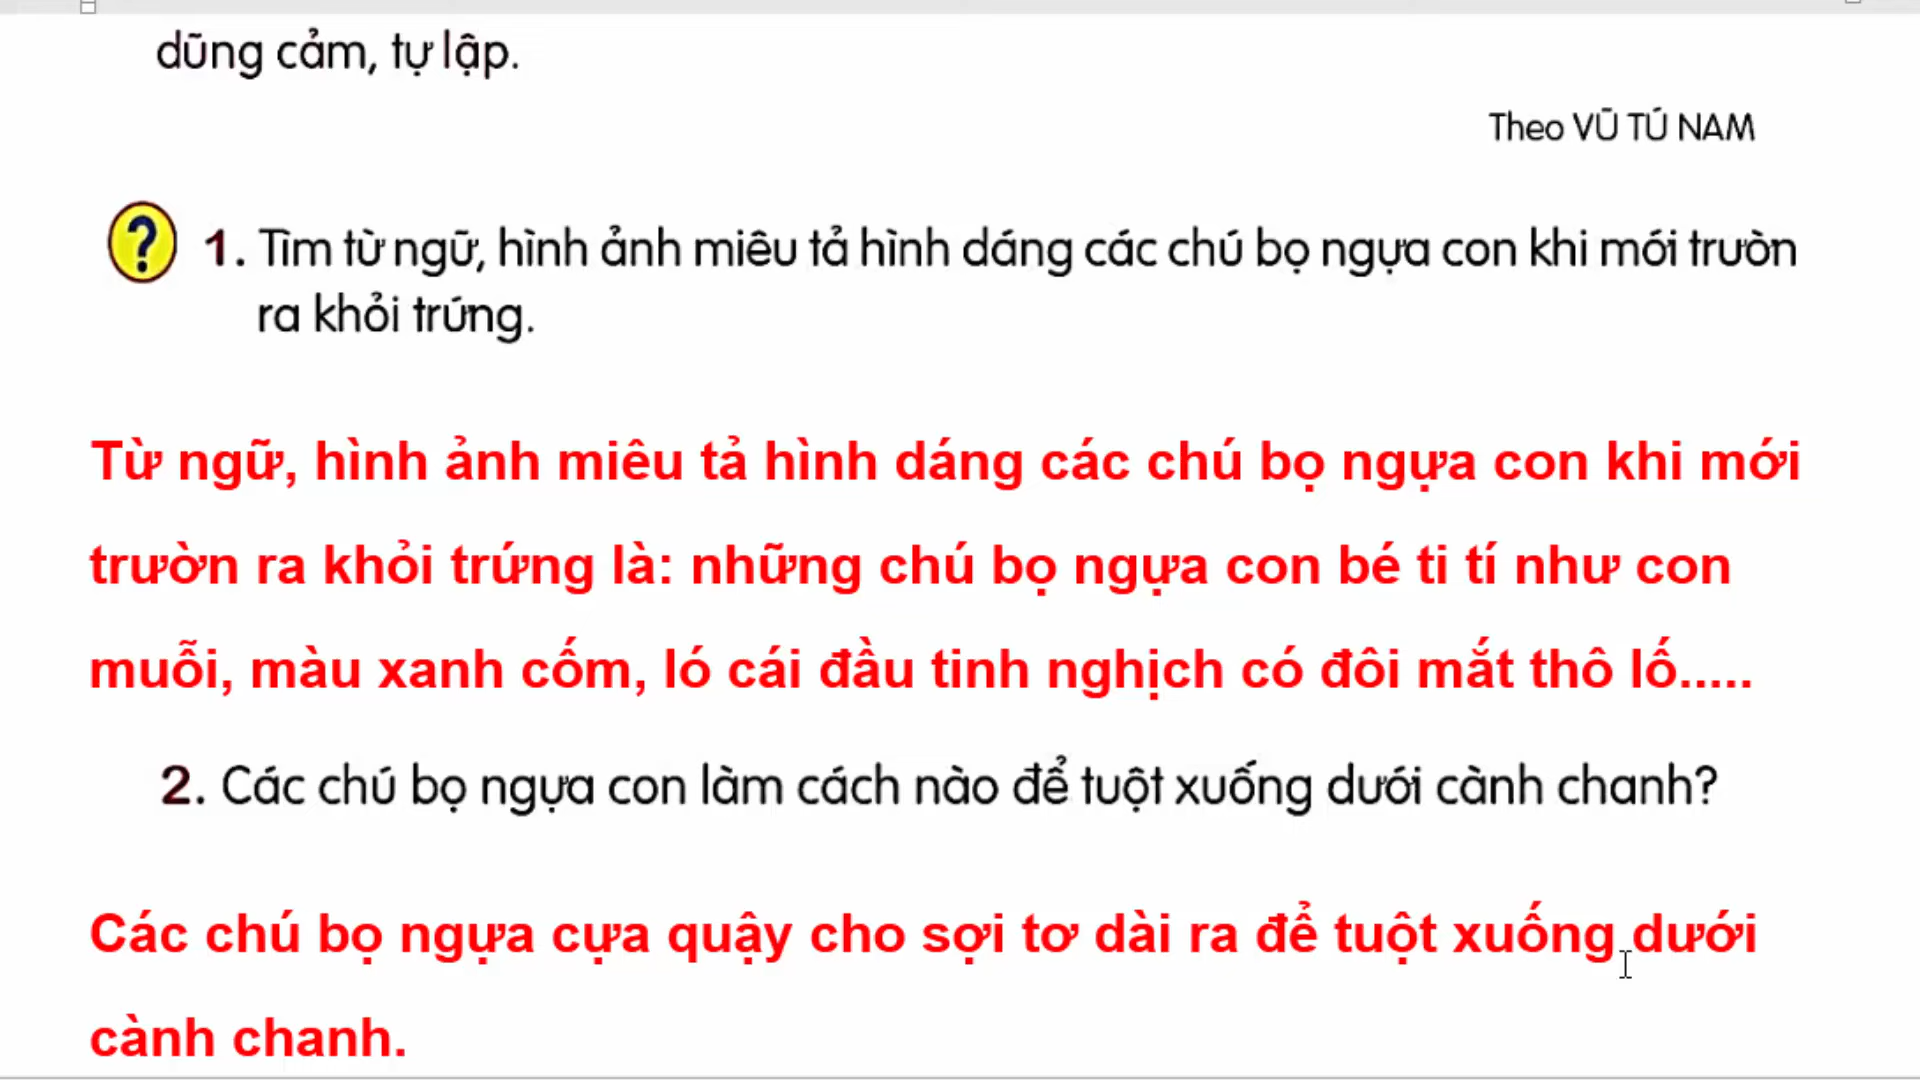 dũng cảm, tự lập.
Theo VŨ TÚ NAM
? 1. Tìm từ ngữ, hình ảnh miêu tả hình dáng các chú bọ ngựa con khi mới trườn
ra khỏi trứng.
Từ ngữ, hình ảnh miêu tả hình dáng các chú bọ ngựa con khi mới
trườn ra khỏi trứng là: những chú bọ ngựa con bé ti tí như con
muỗi, màu xanh cốm, ló cái đầu tinh nghịch có đôi mắt thô lố.....
2. Các chú bọ ngựa con làm cách nào để tuột xuống dưới cành chanh?
Các chú bọ ngựa cựa quậy cho sợi tơ dài ra để tuột xuống dưới
cành chanh.